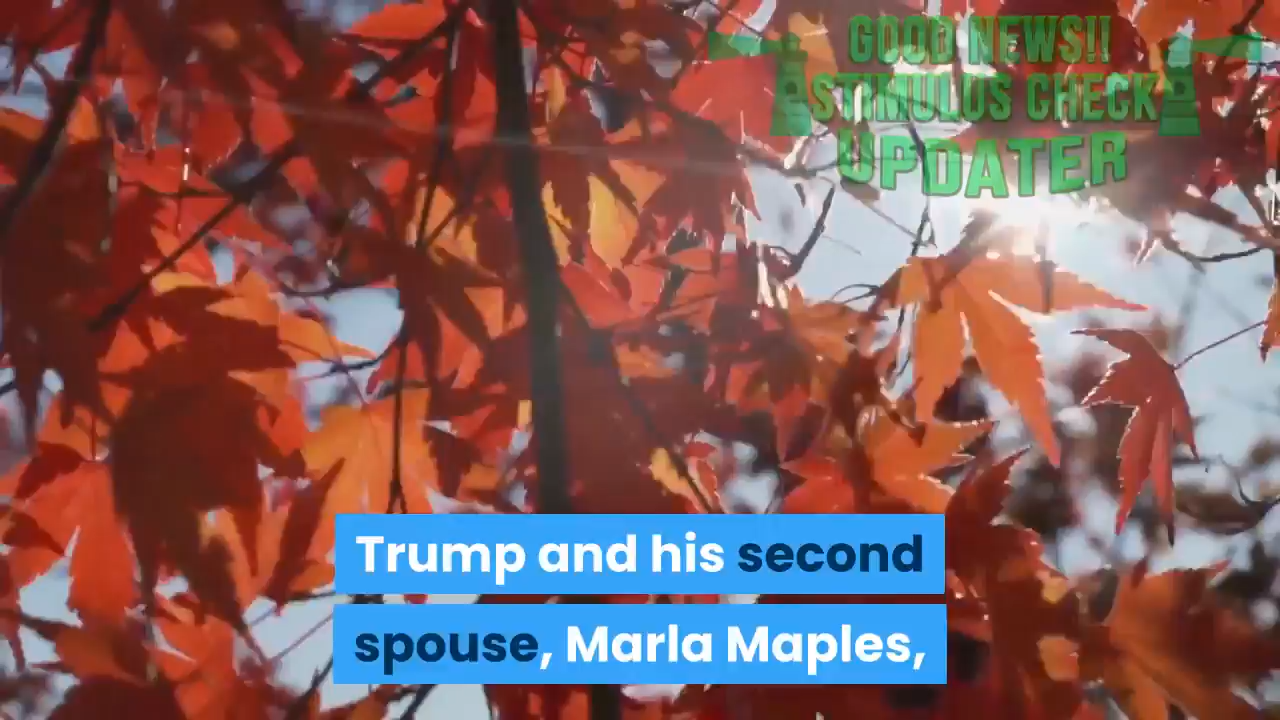 GOOD NEWS!!
STIMULUS CHECK
UPDATER
Trump and his second
spouse, Marla Maples,